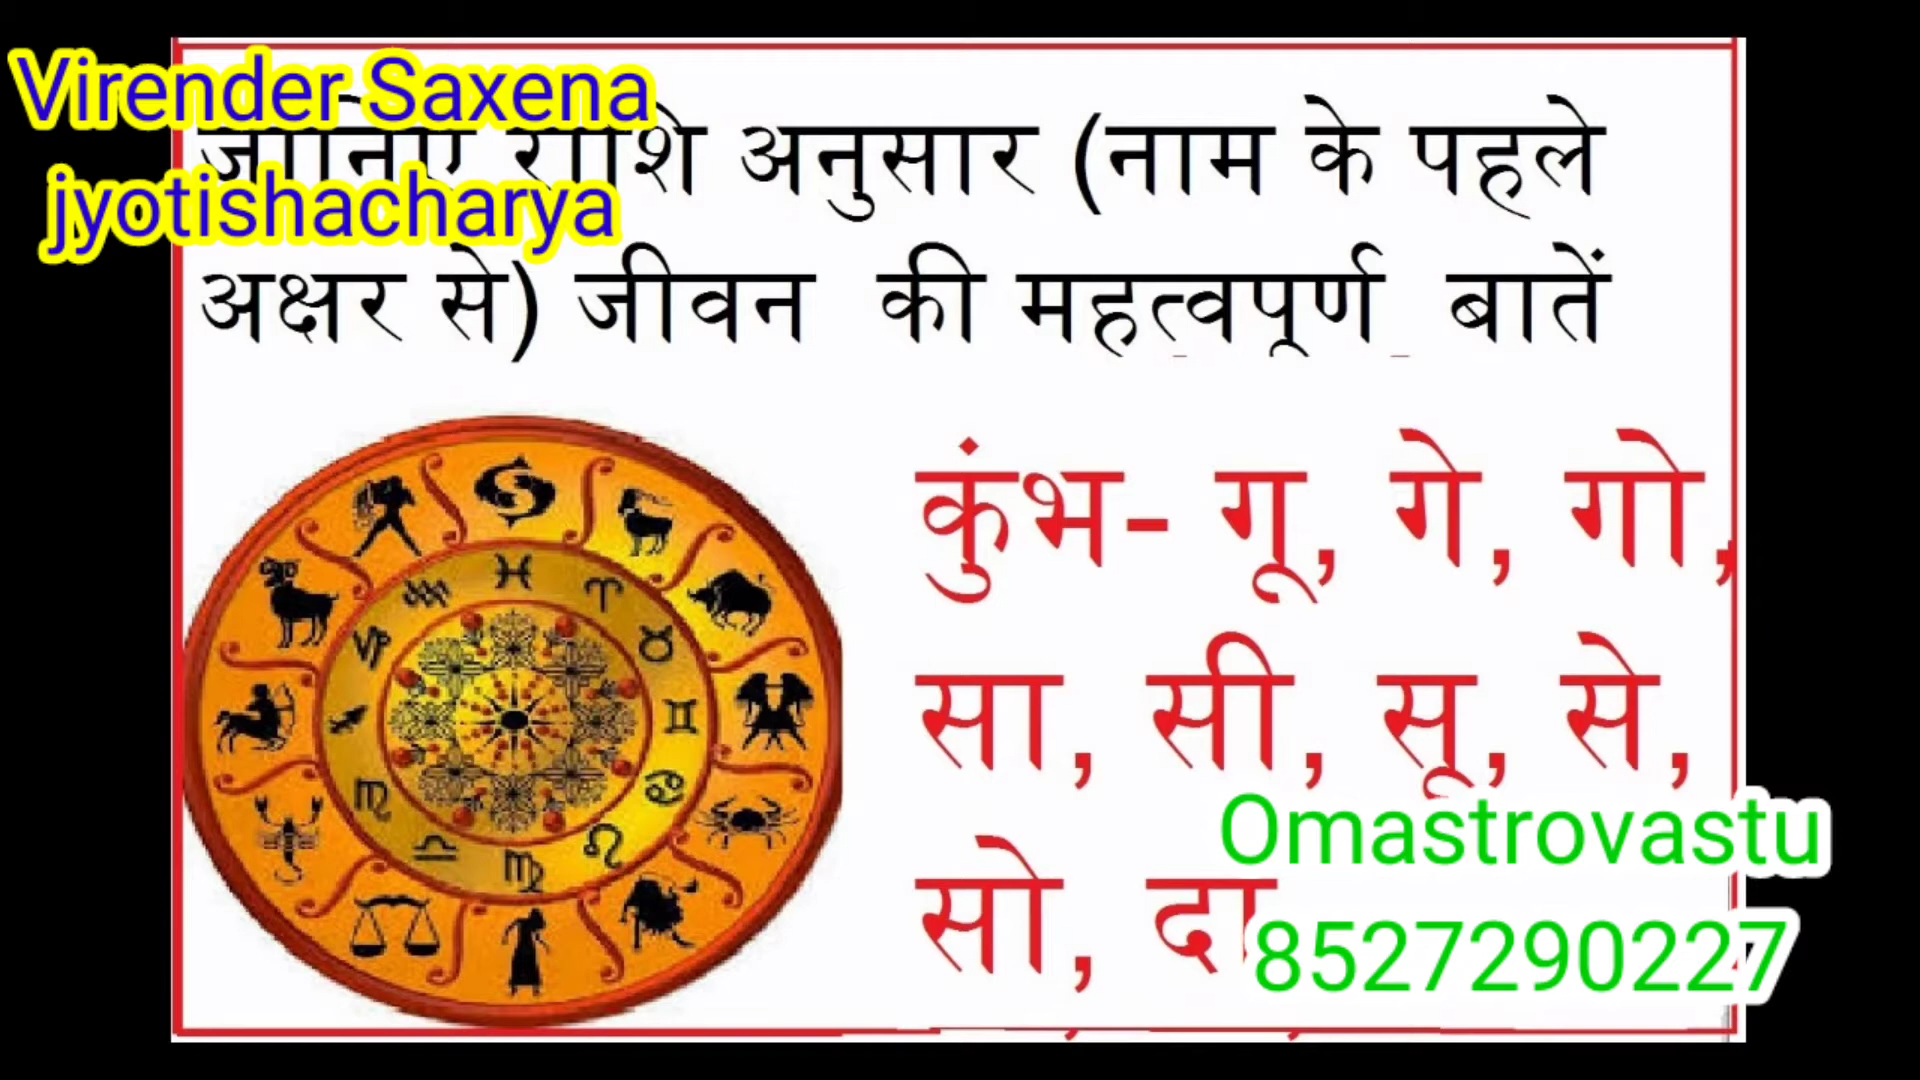 Virender Saxena
jyotishacharya
जानिए राशि अनुसार (नाम के पहले
अक्षर से) जीवन की महत्वपूर्ण बातें
कुंभ- गू, गे, गो,
सा, सी, सू, से,
सो, दा
Omastrovastu
8527290227